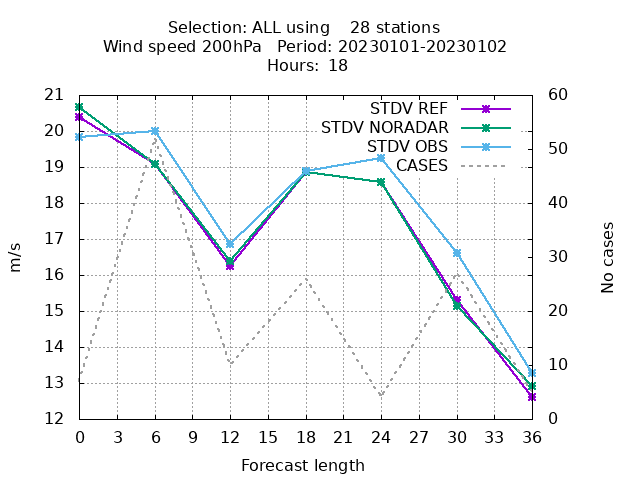 Selection: ALL using    28 stations
Wind speed 200hPa   Period: 20230101-20230102
Hours:  18
21
20
19
18
17
16
15
14
13
12
60
50
40
30
20
10
0
STDV REF
STDV NORADAR
STDV OBS
CASES
m/s
No cases
0 3 6 9 12 15 18 21 24 27 30 33 36
Forecast length